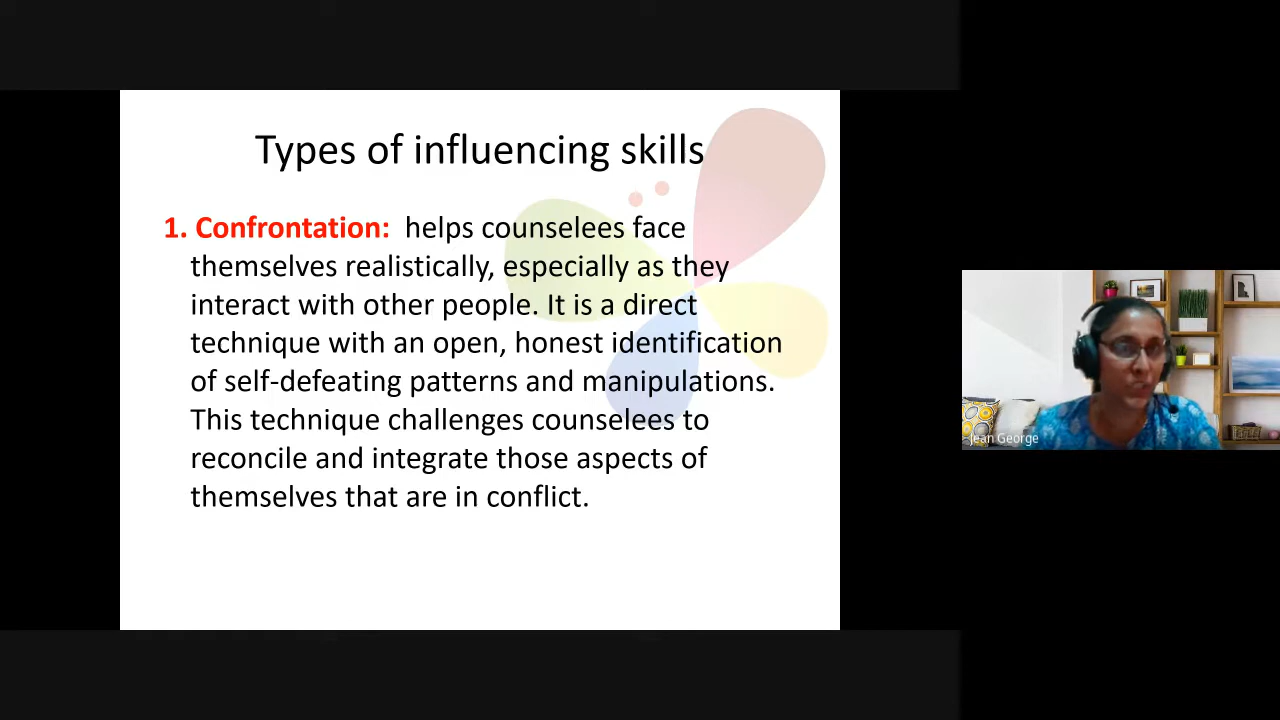 Types of influencing skills
1. Confrontation: helps counselees face
themselves realistically, especially as they
interact with other people. It is a direct
technique with an open, honest identification
of self-defeating patterns and manipulations.
This technique challenges counselees to
reconcile and integrate those aspects of
themselves that are in conflict.
Jean George